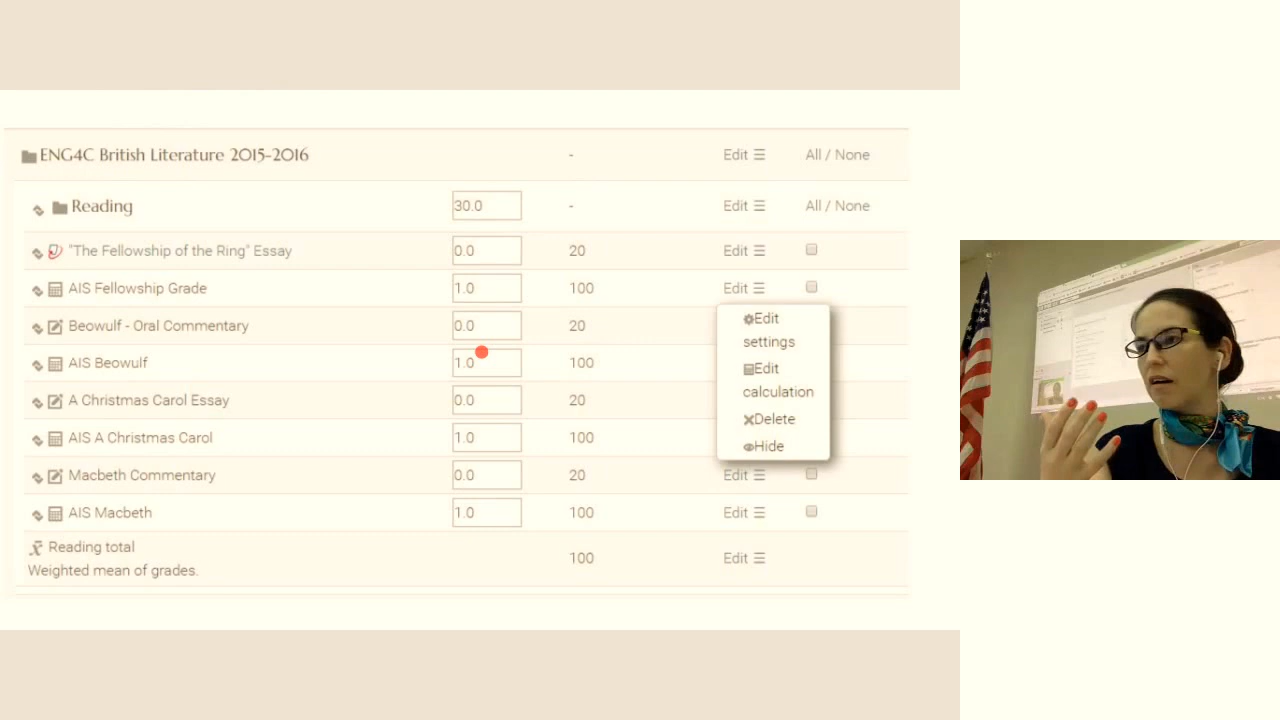 ENG4C British Literature 2015-2016 - Edit All / None
Reading 30.0 - Edit All / None
"The Fellowship of the Ring" Essay 0.0 20 Edit
AIS Fellowship Grade 1.0 100 Edit
Beowulf - Oral Commentary 0.0 20
Edit
settings
AIS Beowulf 1.0 100
Edit
calculation
A Christmas Carol Essay 0.0 20
Delete
AIS A Christmas Carol 1.0 100
Hide
Macbeth Commentary 0.0 20 Edit
AIS Macbeth 1.0 100 Edit
x̄ Reading total 100 Edit
Weighted mean of grades.